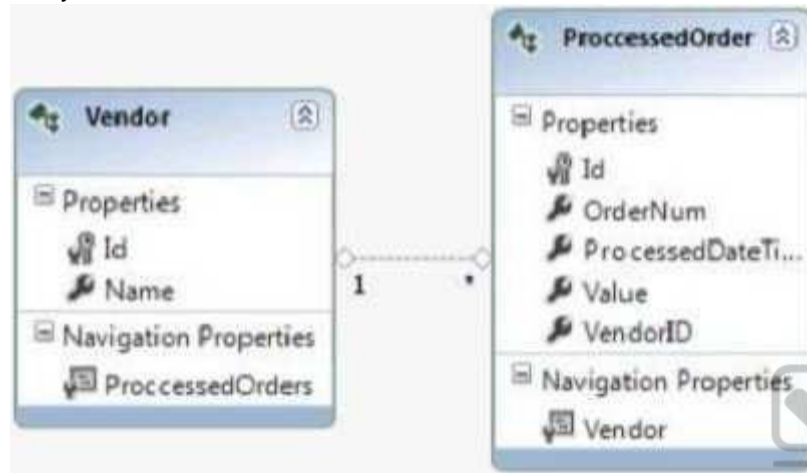 Vendor
Properties
Id
Name
Navigation Properties
ProccessedOrders
1
*
ProccessedOrder
Properties
Id
OrderNum
ProcessedDateTi...
Value
VendorID
Navigation Properties
Vendor